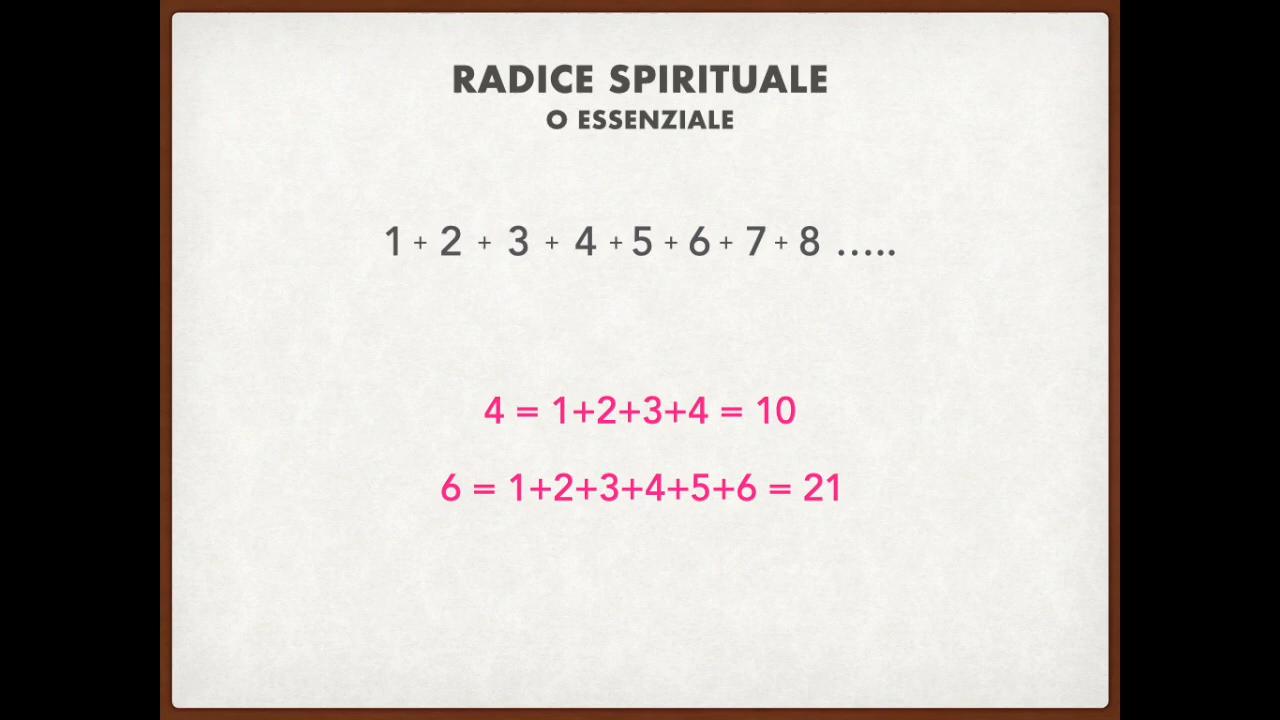 RADICE SPIRITUALE
O ESSENZIALE
1 + 2 + 3 + 4 + 5 + 6 + 7 + 8 .....
4 = 1+2+3+4 = 10
6 = 1+2+3+4+5+6 = 21